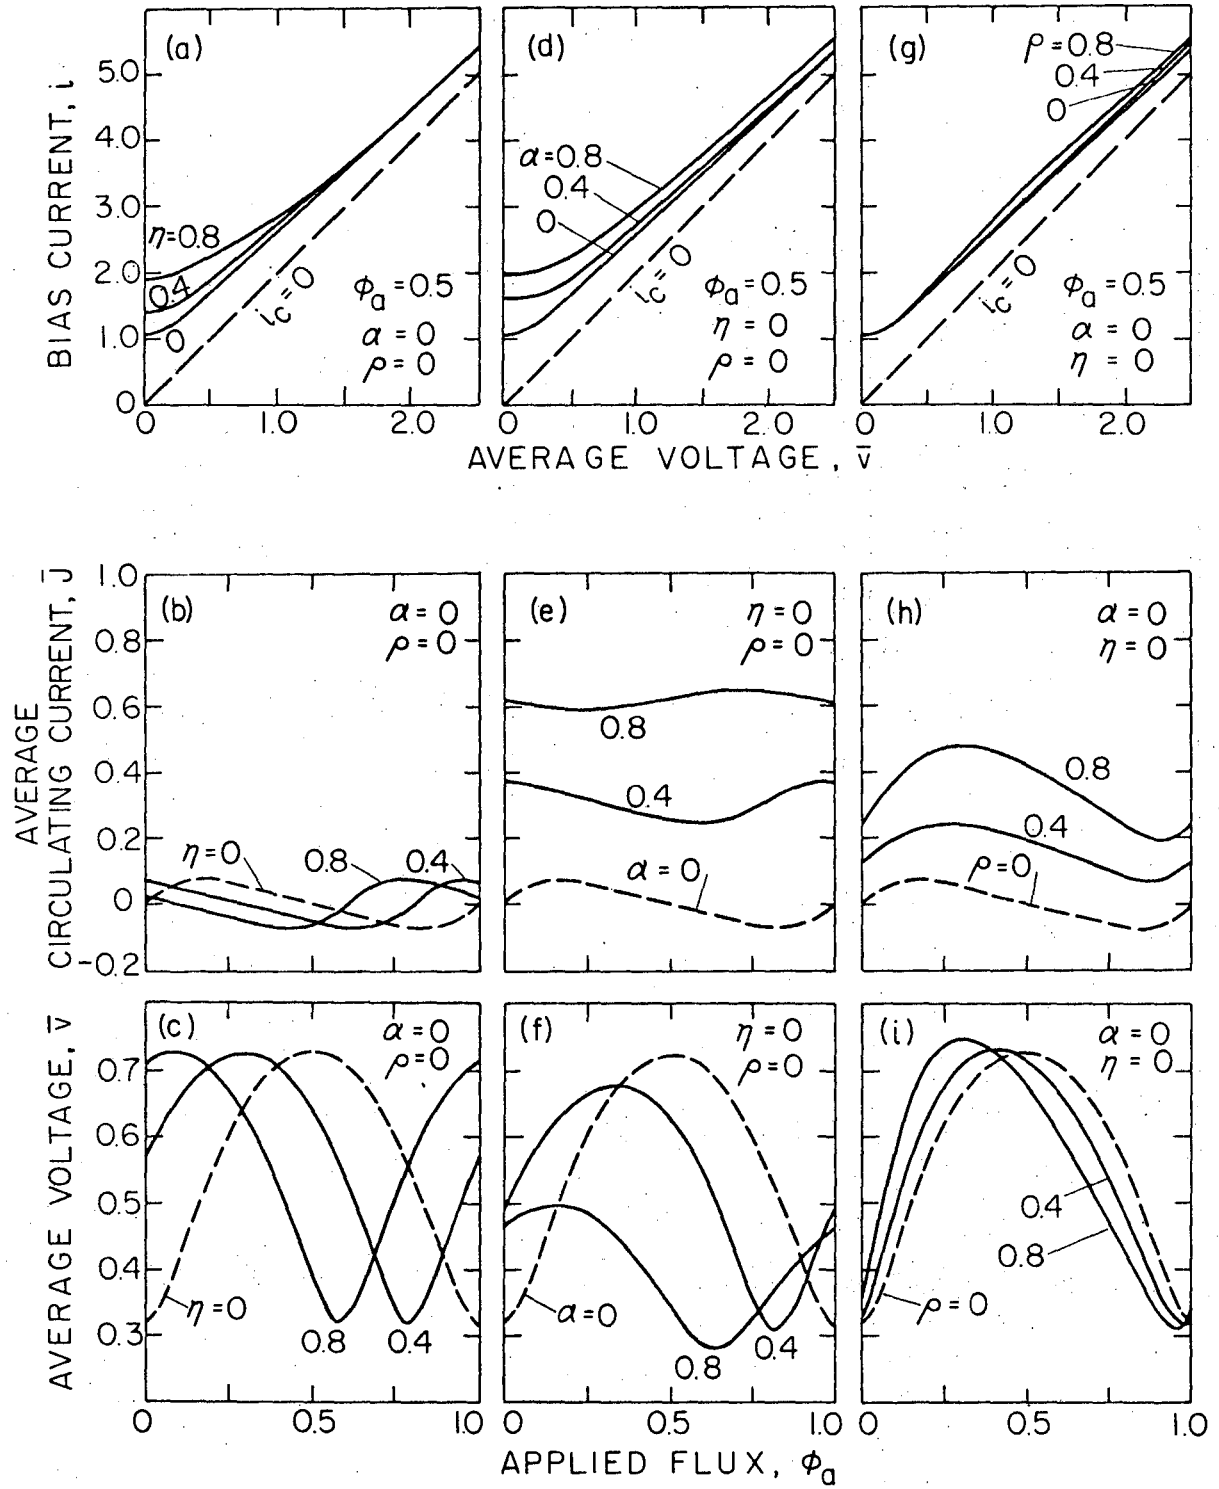 BIAS CURRENT, i
(a)
5.0
4.0
3.0
2.0
1.0
0
η=0.8
0.4
0
i_c=0
ϕ_a=0.5
α=0
ρ=0
0 1.0 2.0
(d)
α=0.8
0.4
0
i_c=0
ϕ_a=0.5
η=0
ρ=0
0 1.0 2.0
(g)
ρ=0.8
0.4
0
i_c=0
ϕ_a=0.5
α=0
η=0
0 1.0 2.0
AVERAGE VOLTAGE, v̄
AVERAGE
CIRCULATING CURRENT, J̄
1.0
0.8
0.6
0.4
0.2
0
-0.2
(b)
α=0
ρ=0
η=0
0.8
0.4
(e)
η=0
ρ=0
0.8
0.4
α=0
(h)
α=0
η=0
0.8
0.4
ρ=0
AVERAGE VOLTAGE, v̄
0.7
0.6
0.5
0.4
0.3
(c)
α=0
ρ=0
η=0
0.8
0.4
0 0.5 1.0
(f)
η=0
ρ=0
α=0
0.8
0.4
0 0.5 1.0
(i)
α=0
η=0
0.4
0.8
ρ=0
0 0.5 1.0
APPLIED FLUX, ϕ_a